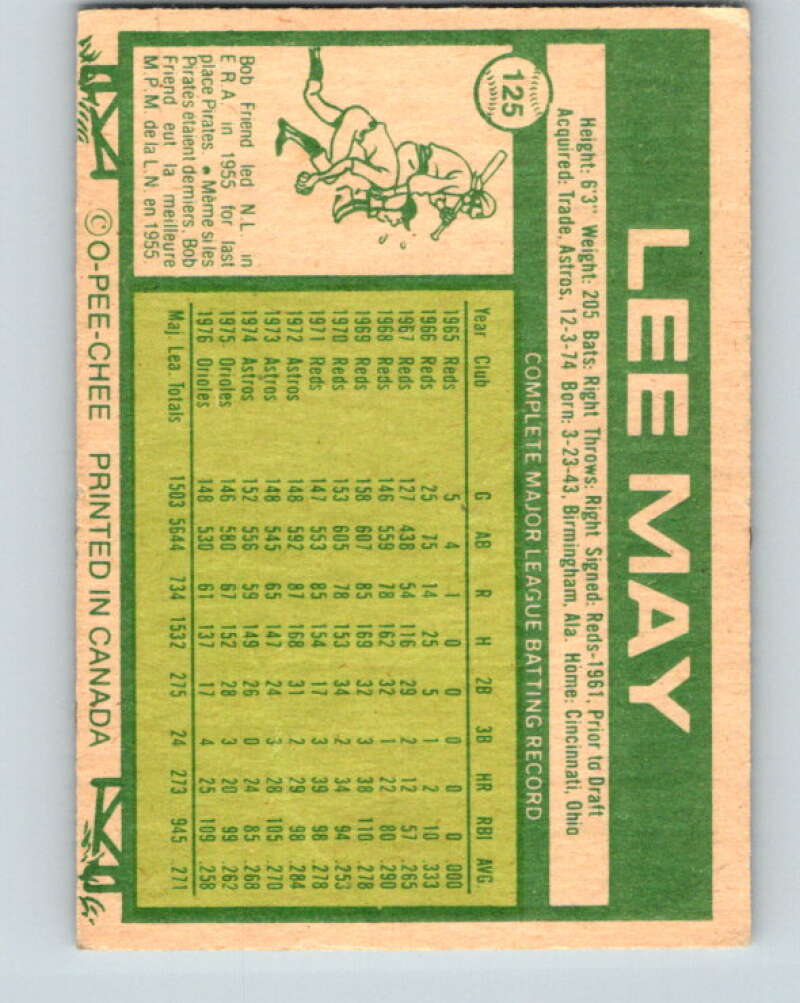 125
LEE MAY
Height: 6'3" Weight: 205 Bats: Right Throws: Right Signed: Reds-1961, Prior to Draft
Acquired: Trade, Astros, 12-3-74 Born: 3-23-43, Birmingham, Ala. Home: Cincinnati, Ohio
COMPLETE MAJOR LEAGUE BATTING RECORD
Year Club G AB R H 2B 3B HR RBI AVG
1965 Reds 5 4 1 0 0 0 0 0 .000
1966 Reds 25 75 14 25 5 1 2 10 .333
1967 Reds 127 438 54 116 29 2 12 57 .265
1968 Reds 146 559 78 162 32 1 22 80 .290
1969 Reds 158 607 85 169 32 3 38 110 .278
1970 Reds 153 605 78 153 34 2 34 94 .253
1971 Reds 147 553 85 154 17 3 39 98 .278
1972 Astros 148 592 87 168 31 2 29 98 .284
1973 Astros 148 545 65 147 24 3 28 105 .270
1974 Astros 152 556 59 149 26 0 24 85 .268
1975 Orioles 146 580 67 152 28 3 20 99 .262
1976 Orioles 148 530 61 137 17 4 25 109 .258
Maj. Lea. Totals 1503 5644 734 1532 275 24 273 945 .271
Bob Friend led N.L. in
E.R.A. in 1955 for last
place Pirates. • Même si les
Pirates étaient derniers, Bob
Friend eut la meilleure
M.P.M. de la L.N. en 1955.
© O-PEE-CHEE PRINTED IN CANADA